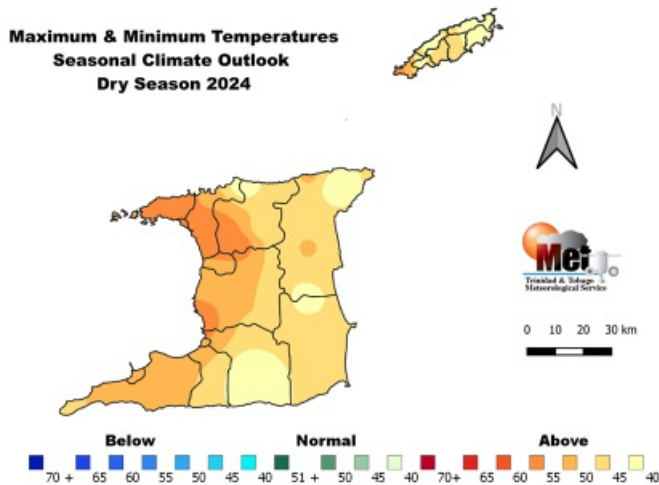 Maximum & Minimum Temperatures
Seasonal Climate Outlook
Dry Season 2024
N
Met
Trinidad & Tobago
Meteorological Service
0 10 20 30 km
Below Normal Above
70 + 65 60 55 50 45 40 51 + 50 45 40 70+ 65 60 55 50 45 40